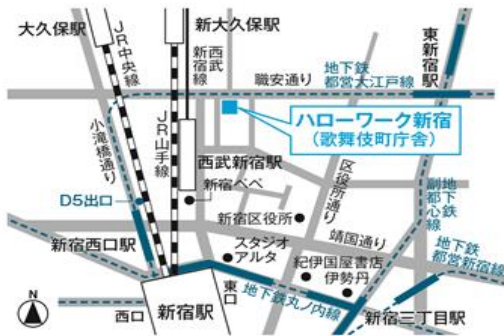 大久保駅
新大久保駅
東新宿駅
JR中央線
西武
新宿線
職安通り
地下鉄
都営大江戸線
ハローワーク新宿
(歌舞伎町庁舎)
小滝橋通り
JR山手線
西武新宿駅
新宿ペペ
区役所通り
地下鉄
副都心線
D5出口
新宿区役所
靖国通り
新宿西口駅
スタジオ
アルタ
紀伊国屋書店
伊勢丹
地下鉄
都営新宿線
N
西口
新宿駅
東口
地下鉄丸ノ内線
新宿三丁目駅